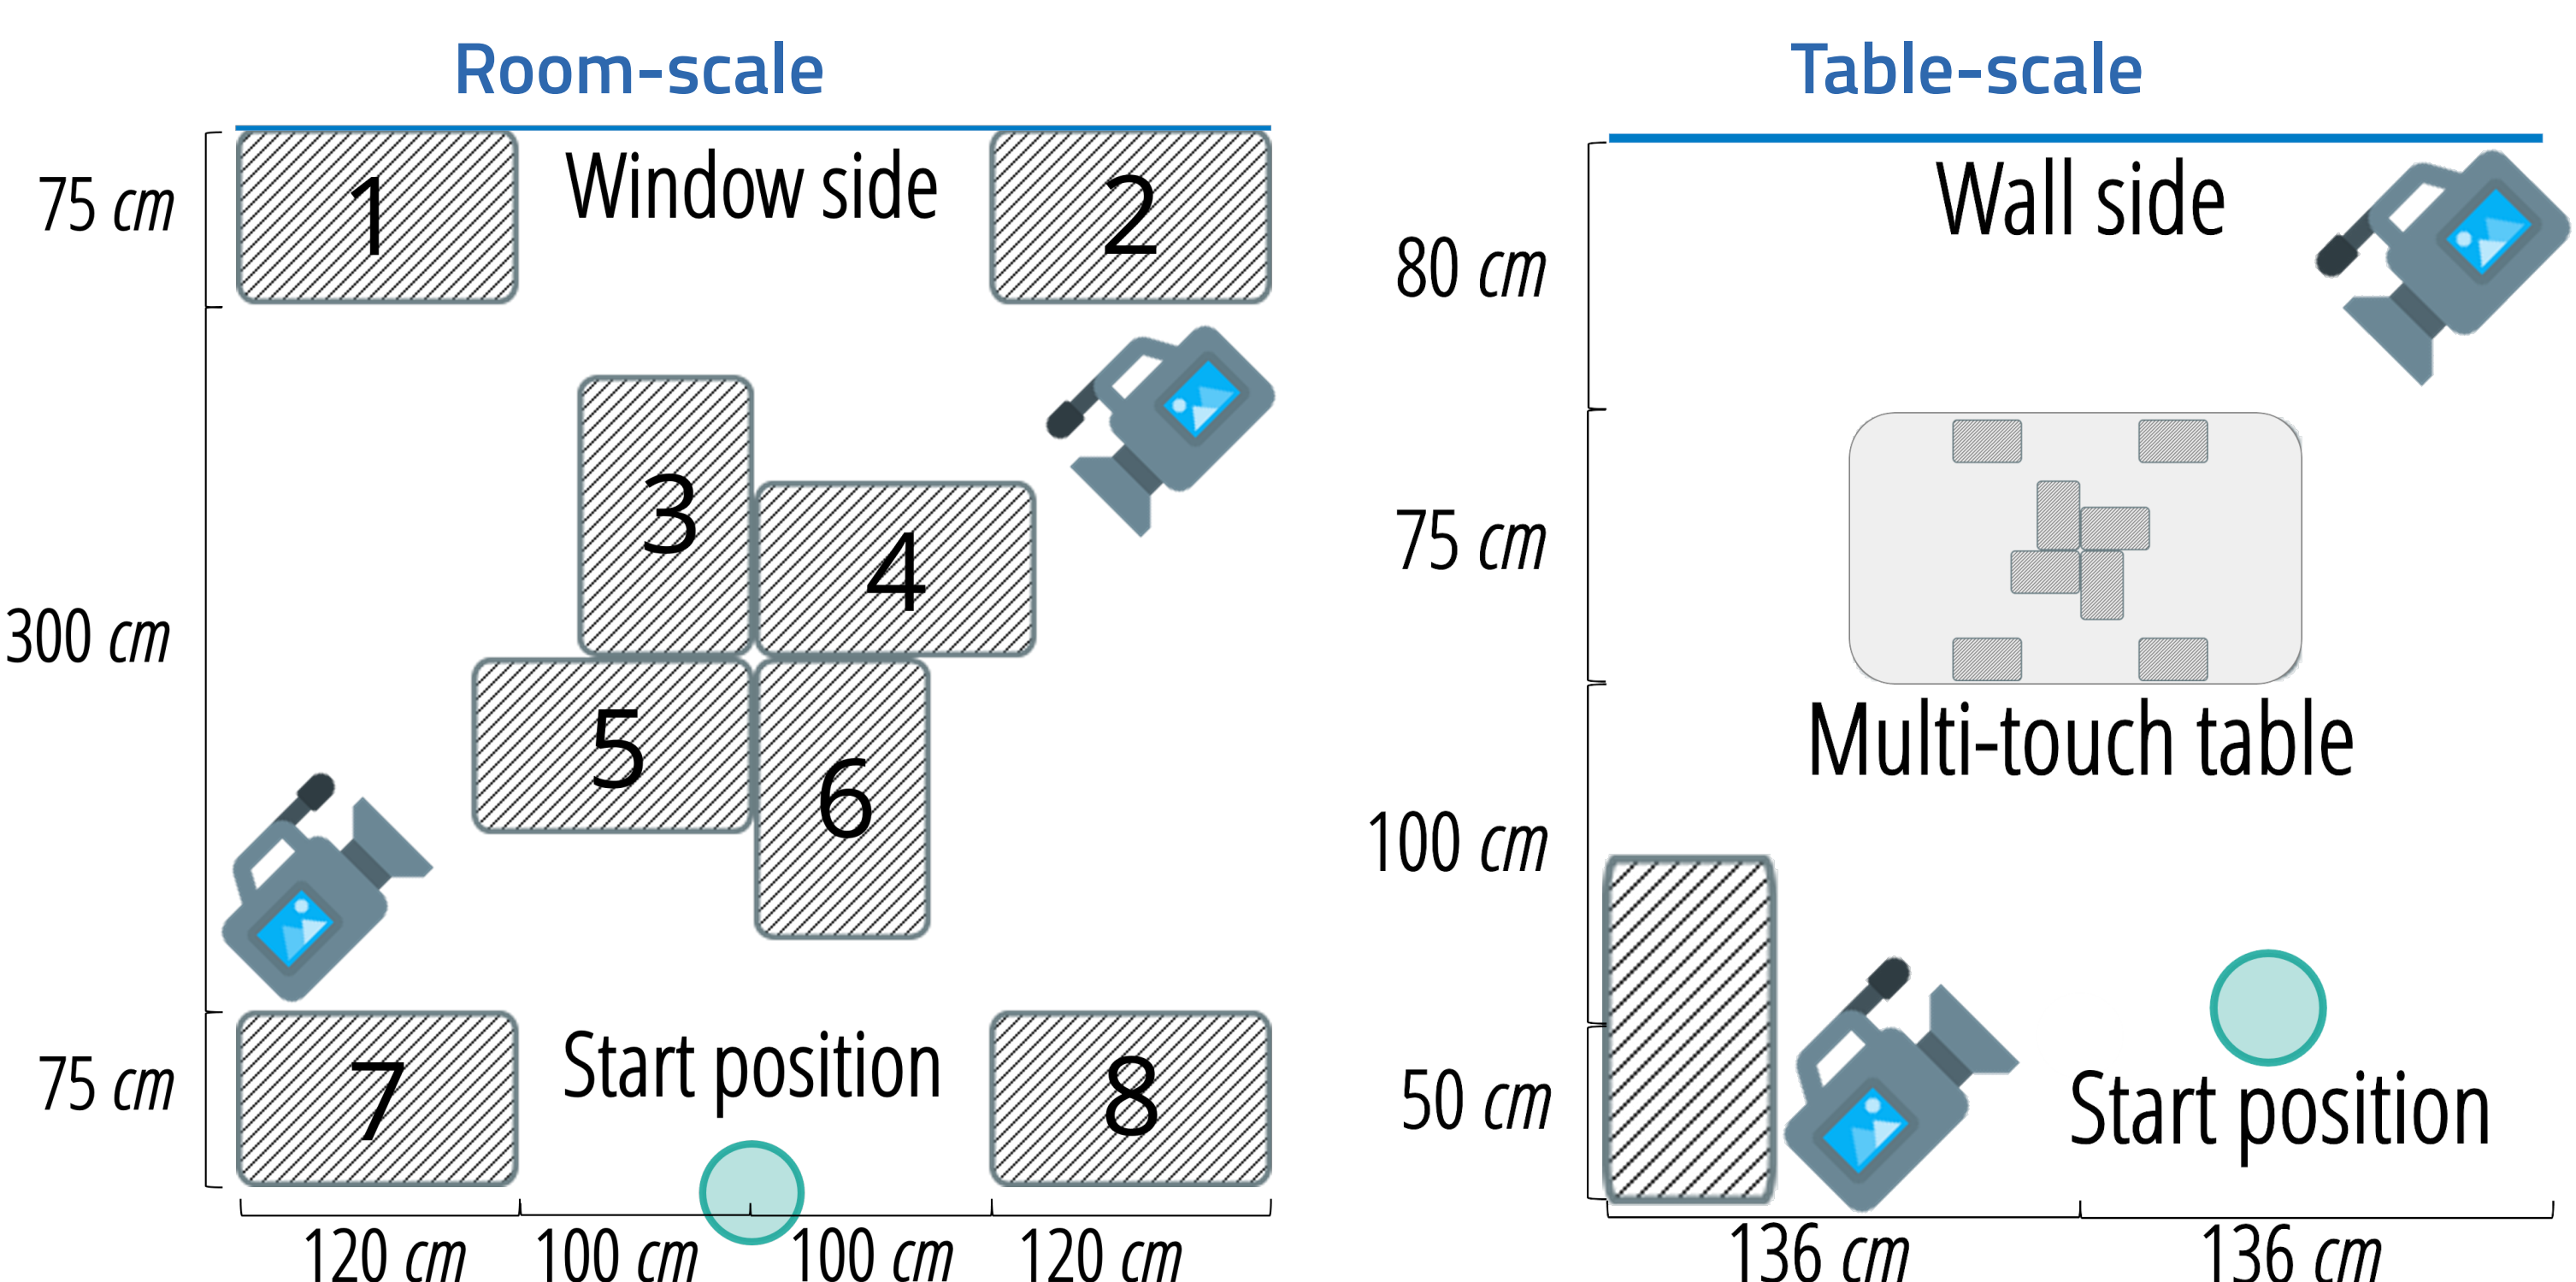 Room-scale
75 cm
1
Window side
2
3
4
300 cm
5
6
75 cm
7
Start position
8
120 cm
100 cm
100 cm
120 cm
Table-scale
Wall side
80 cm
75 cm
Multi-touch table
100 cm
50 cm
Start position
136 cm
136 cm